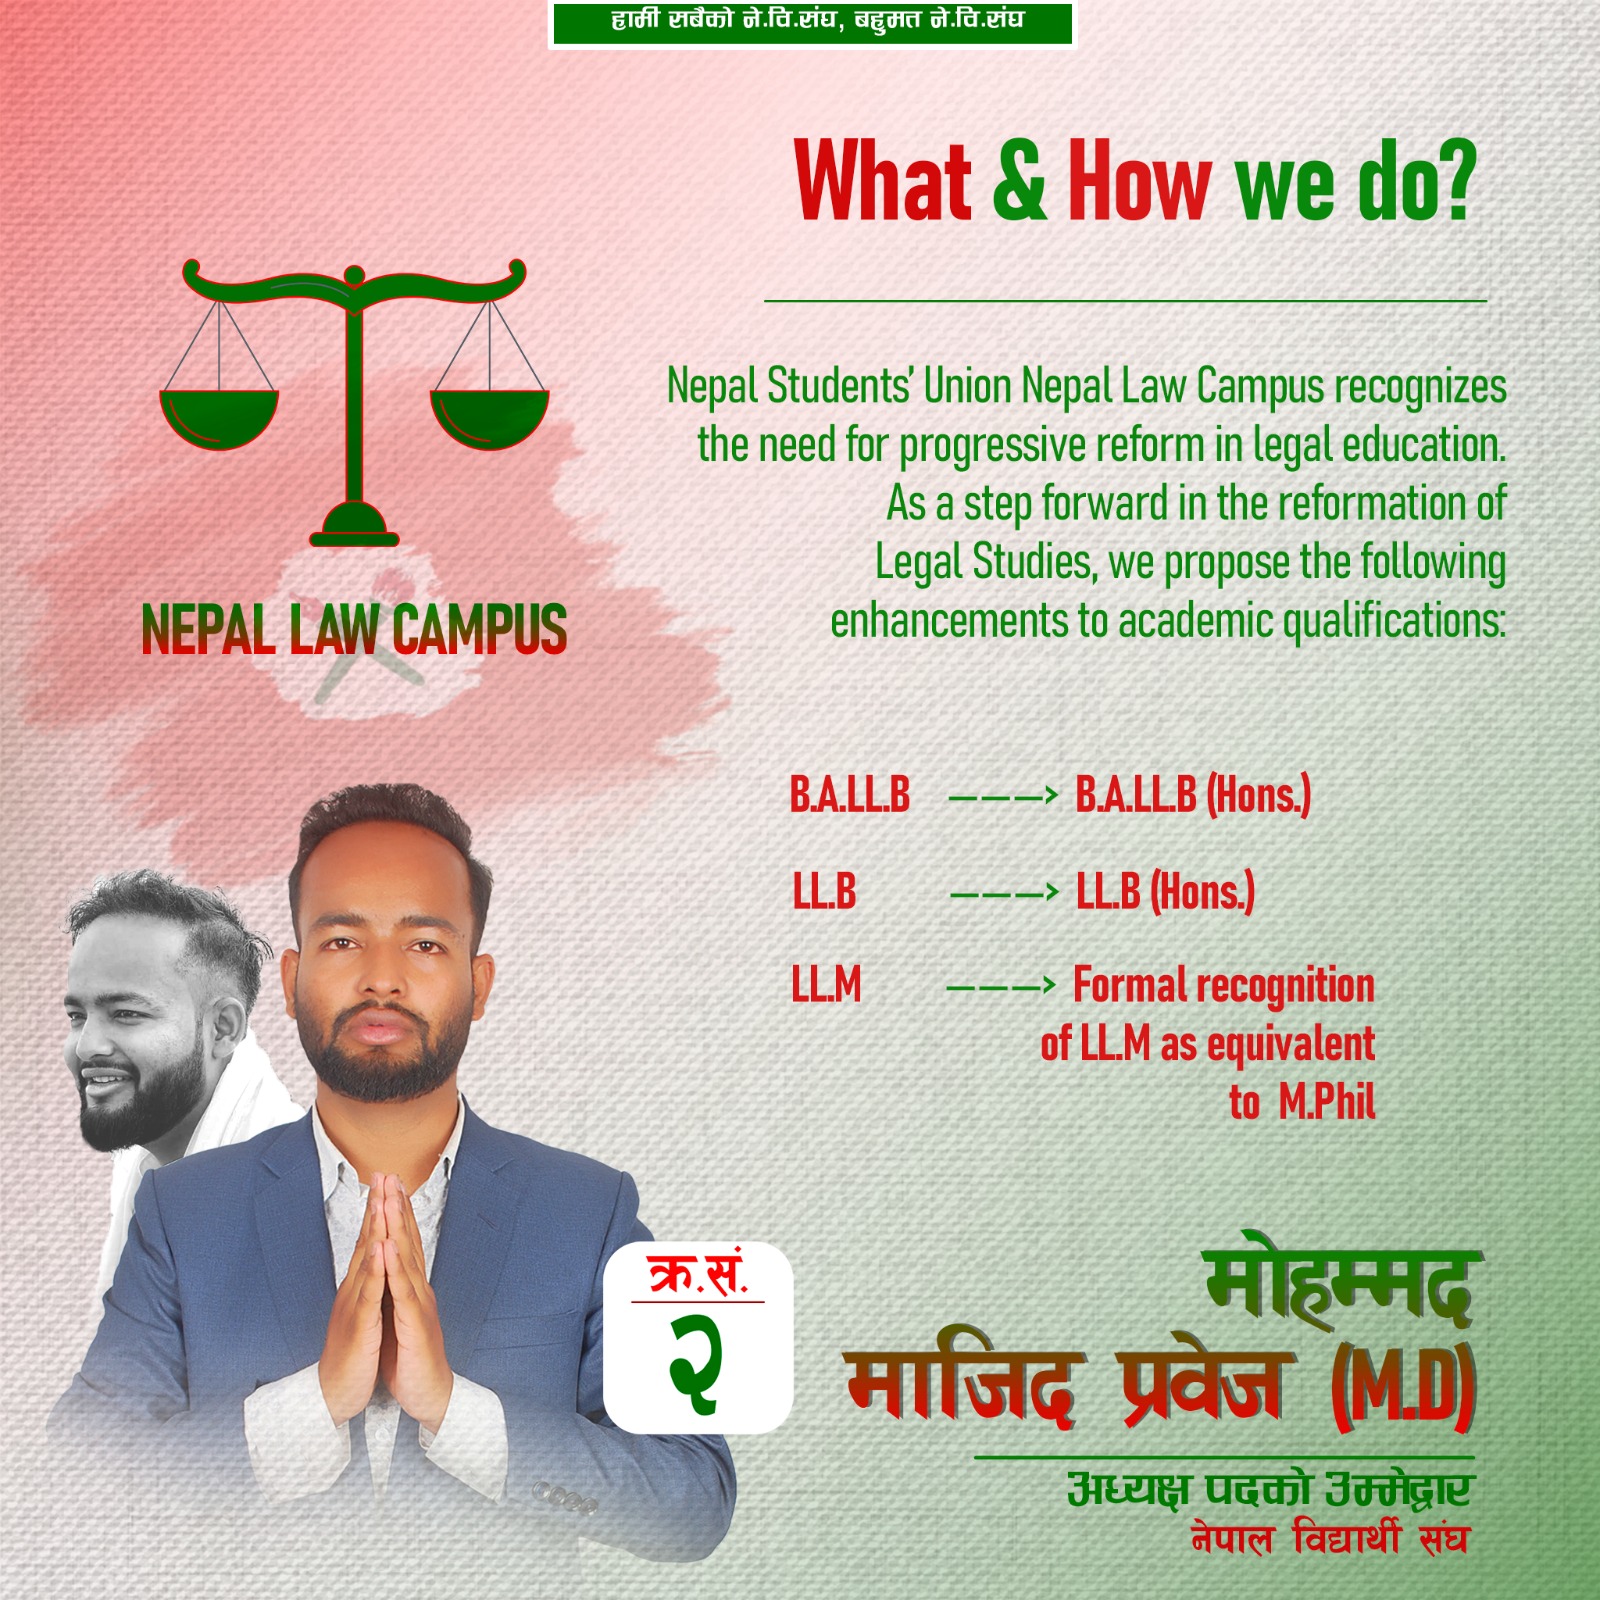 हामी सबैको ने.वि.संघ, बहुमत ने.वि.संघ
What & How we do?
Nepal Students’ Union Nepal Law Campus recognizes
the need for progressive reform in legal education.
As a step forward in the reformation of
Legal Studies, we propose the following
enhancements to academic qualifications:
NEPAL LAW CAMPUS
B.A.LL.B ----> B.A.LL.B (Hons.)
LL.B ----> LL.B (Hons.)
LL.M ----> Formal recognition
of LL.M as equivalent
to M.Phil
क्र.सं.
२
मोहम्मद
माजिद प्रवेज (M.D)
अध्यक्ष पदको उम्मेद्वार
नेपाल विद्यार्थी संघ